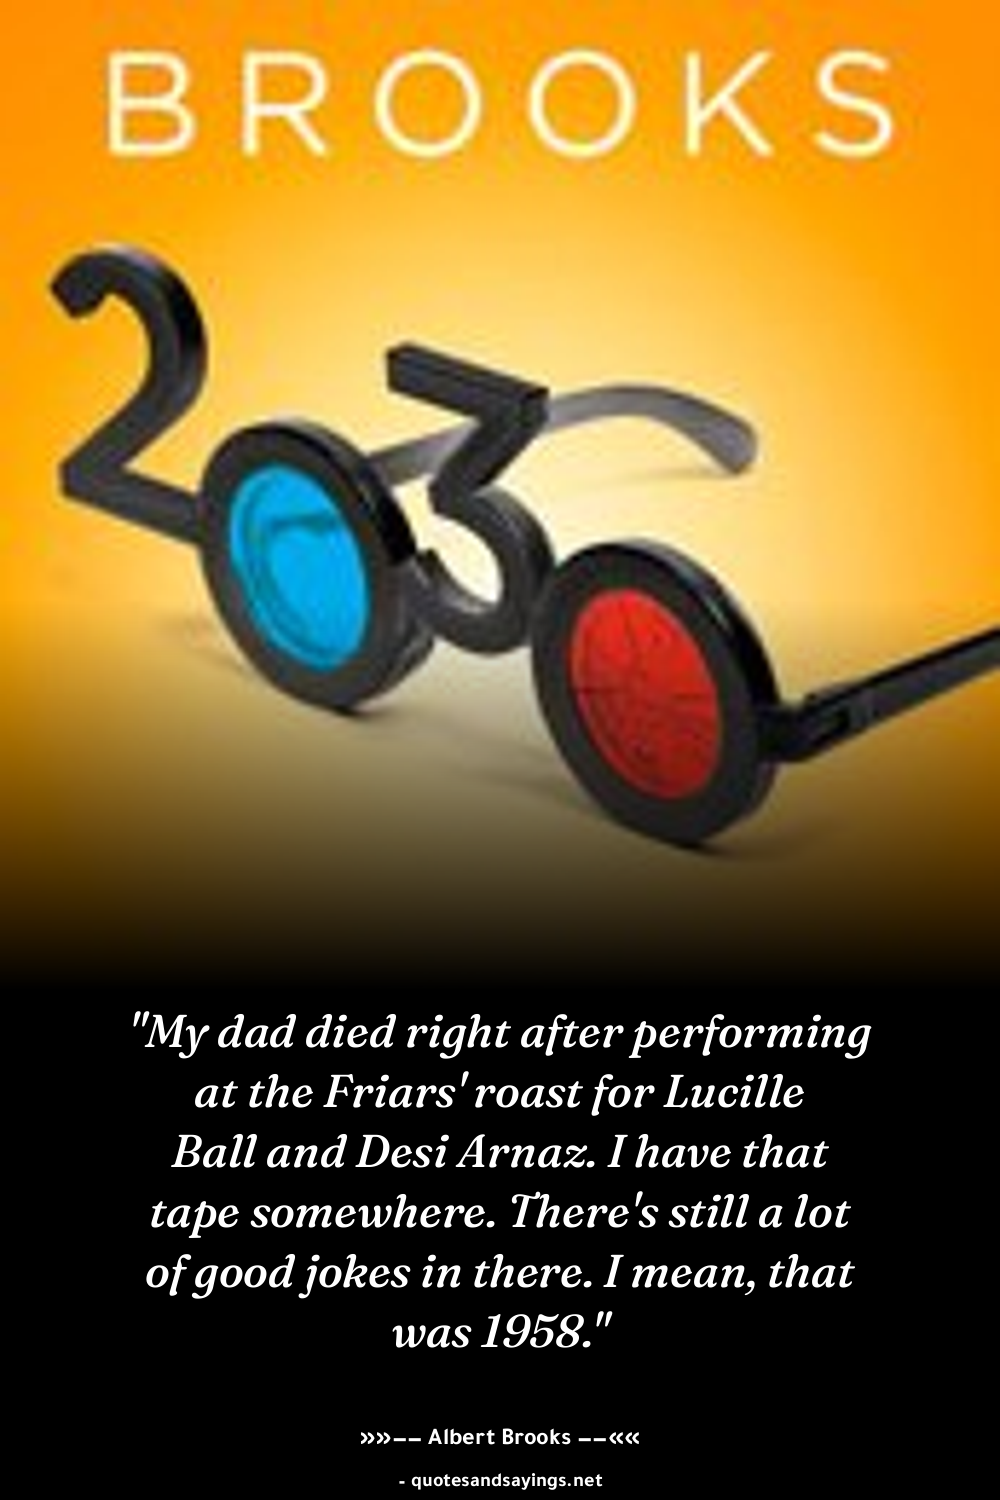 BROOKS
2030
"My dad died right after performing
at the Friars' roast for Lucille
Ball and Desi Arnaz. I have that
tape somewhere. There's still a lot
of good jokes in there. I mean, that
was 1958."
»»–– Albert Brooks ––««
- quotesandsayings.net